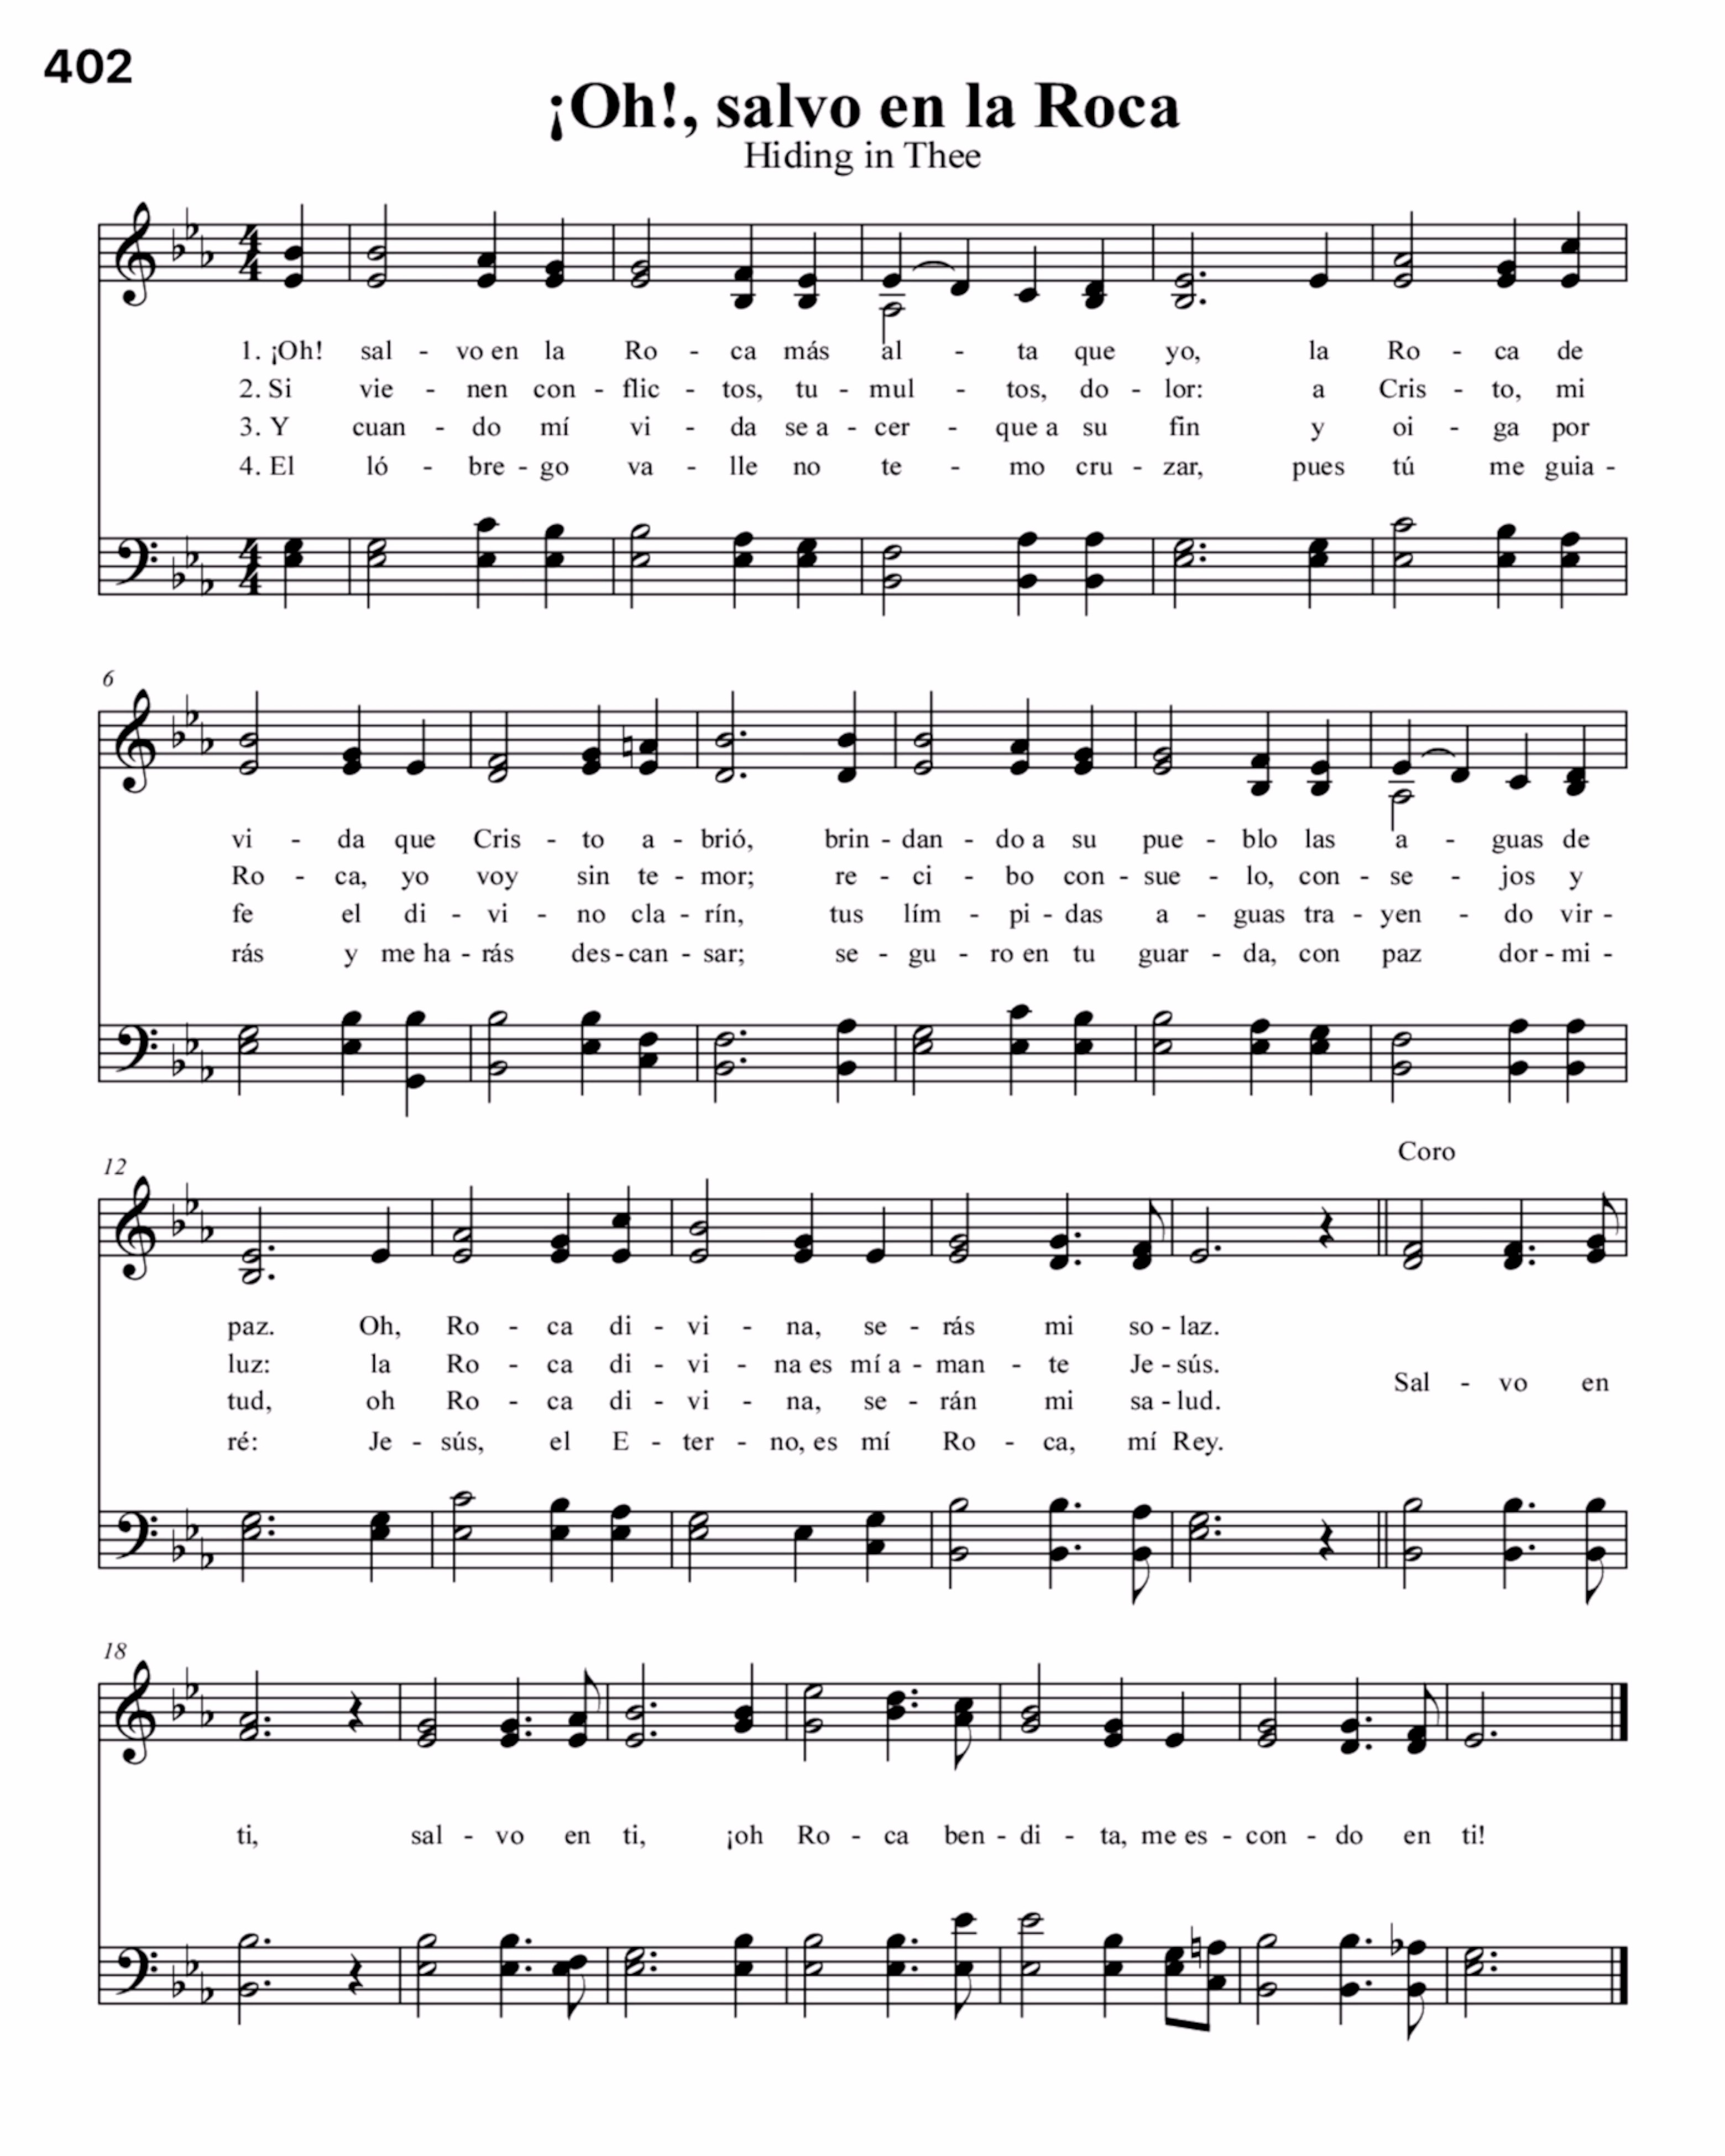 402
¡Oh!, salvo en la Roca
Hiding in Thee
1. ¡Oh! sal - vo en la Ro - ca más al - ta que yo, la Ro - ca de
2. Si vie - nen con - flic - tos, tu - mul - tos, do - lor: a Cris - to, mi
3. Y cuan - do mí vi - da se a - cer - que a su fin y oi - ga por
4. El ló - bre - go va - lle no te - mo cru - zar, pues tú me guia -
6
vi - da que Cris - to a - brió, brin - dan - do a su pue - blo las a - guas de
Ro - ca, yo voy sin te - mor; re - ci - bo con - sue - lo, con - se - jos y
fe el di - vi - no cla - rín, tus lím - pi - das a - guas tra - yen - do vir -
rás y me ha - rás des - can - sar; se - gu - ro en tu guar - da, con paz dor - mi -
12
Coro
paz. Oh, Ro - ca di - vi - na, se - rás mi so - laz.
luz: la Ro - ca di - vi - na es mí a - man - te Je - sús.
Sal - vo en
tud, oh Ro - ca di - vi - na, se - rán mi sa - lud.
ré: Je - sús, el E - ter - no, es mí Ro - ca, mí Rey.
18
ti, sal - vo en ti, ¡oh Ro - ca ben - di - ta, me es - con - do en ti!